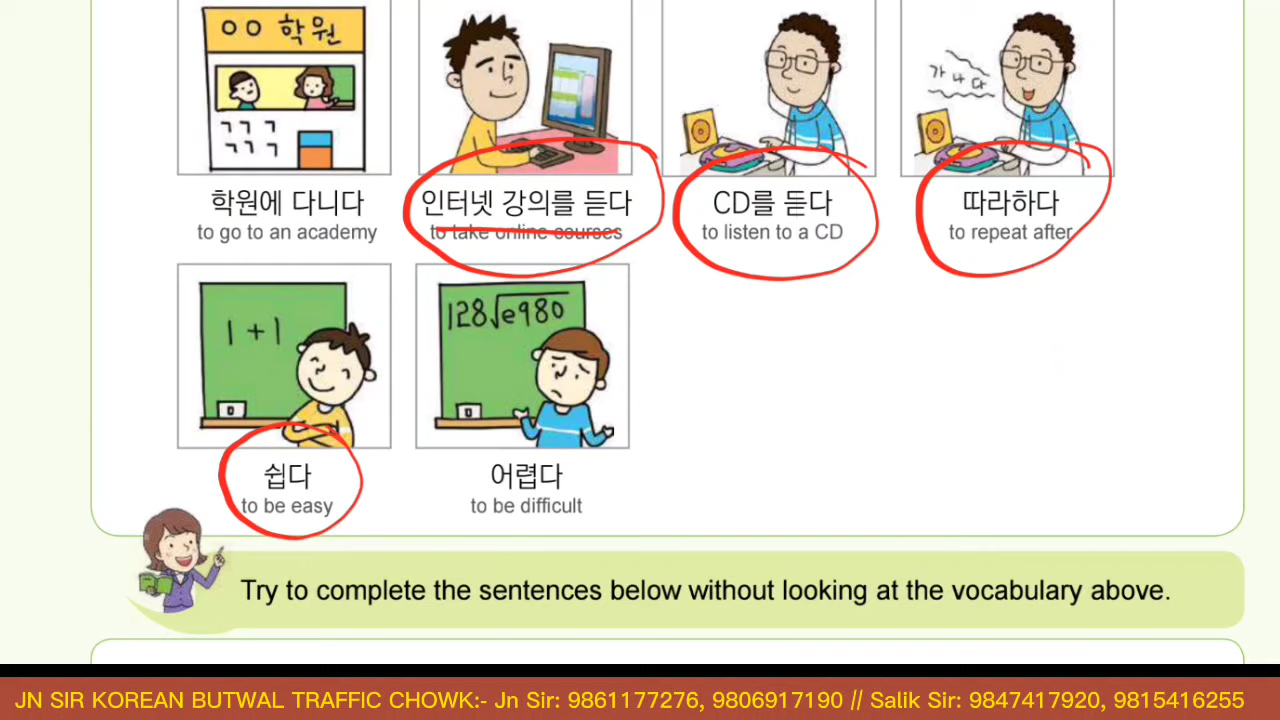 ○○ 학원
ㄱㄱㄱ
ㄱㄱㄱ
가 나 다
학원에 다니다
to go to an academy
인터넷 강의를 듣다
to take online courses
CD를 듣다
to listen to a CD
따라하다
to repeat after
1+1
128√e980
쉽다
to be easy
어렵다
to be difficult
Try to complete the sentences below without looking at the vocabulary above.
JN SIR KOREAN BUTWAL TRAFFIC CHOWK:- Jn Sir: 9861177276, 9806917190 // Salik Sir: 9847417920, 9815416255